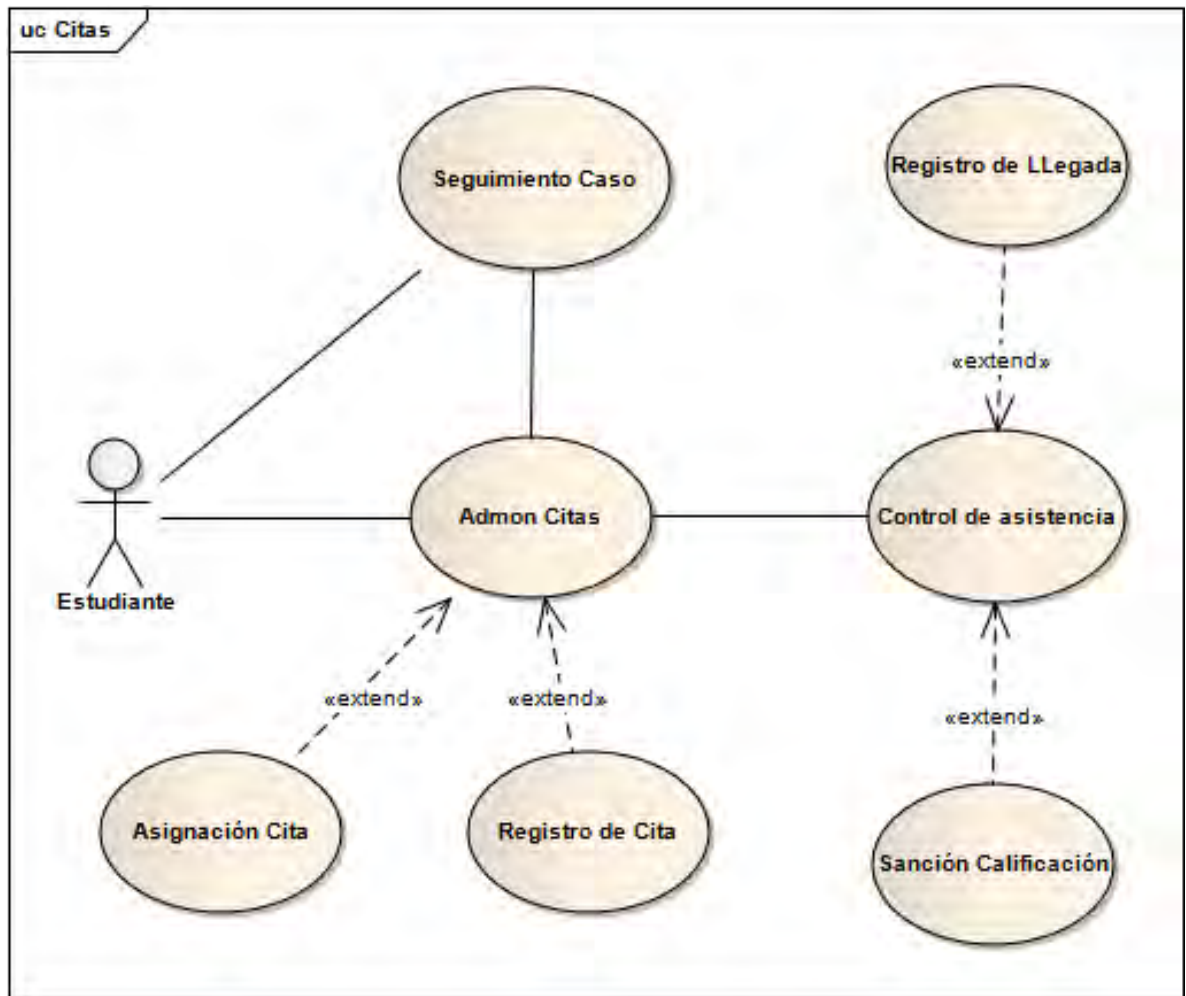 uc Citas
Seguimiento Caso
Registro de LLegada
«extend»
Admon Citas
Control de asistencia
Estudiante
«extend»
«extend»
«extend»
Asignación Cita
Registro de Cita
Sanción Calificación